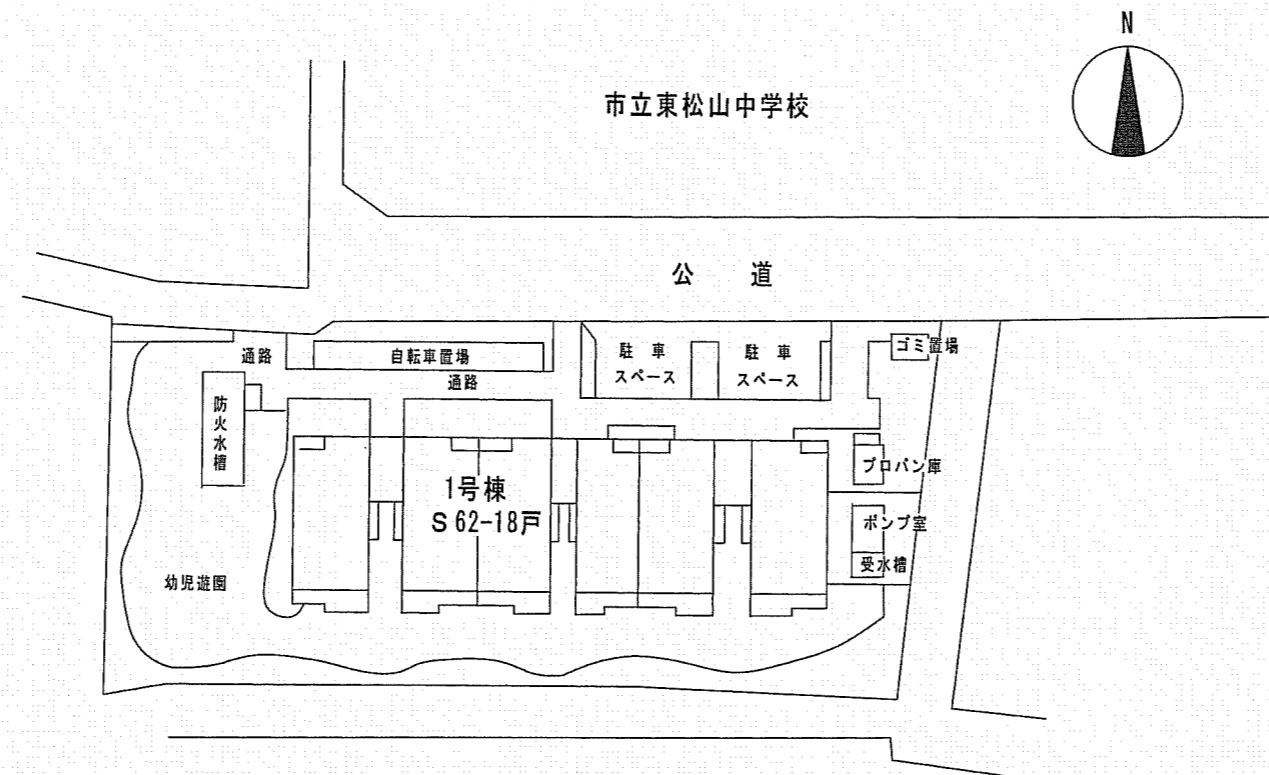 N
市立東松山中学校
公 道
ゴミ置場
通路
自転車置場
駐 車
スペース
駐 車
スペース
通路
防火水槽
プロパン庫
1号棟
S 62-18戸
ポンプ室
受水槽
幼児遊園